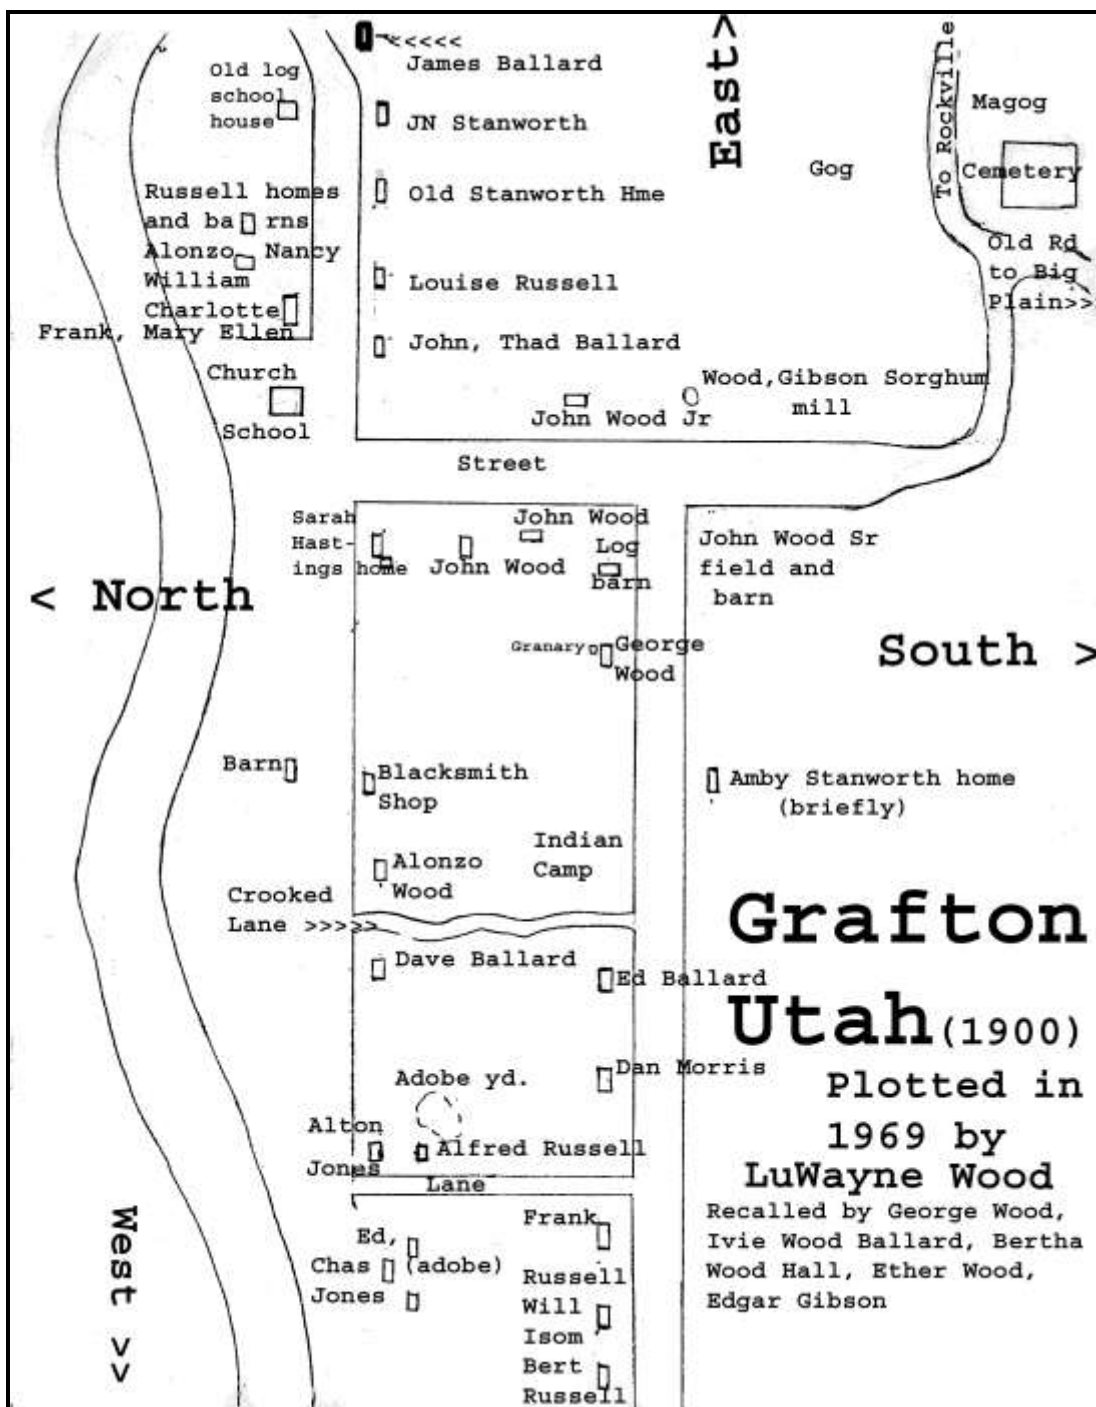 <<<<<
James Ballard
East>
Old log
school
house
JN Stanworth
To Rockville
Magog
Gog
Cemetery
Russell homes
and ba rns
Alonzo Nancy
William
Charlotte
Frank, Mary Ellen
Old Stanworth Hme
Old Rd
to Big
Plain>>
Louise Russell
John, Thad Ballard
Church
School
Wood,Gibson Sorghum
mill
John Wood Jr
Street
Sarah
Hast-
ings home
John Wood
John Wood
Log
barn
John Wood Sr
field and
barn
< North
South >
Granary
George
Wood
Barn
Blacksmith
Shop
Amby Stanworth home
(briefly)
Indian
Camp
Alonzo
Wood
Crooked
Lane >>>>>
Grafton
Utah(1900)
Plotted in
1969 by
LuWayne Wood
Recalled by George Wood,
Ivie Wood Ballard, Bertha
Wood Hall, Ether Wood,
Edgar Gibson
Dave Ballard
Ed Ballard
Adobe yd.
Dan Morris
Alton
Jones
Alfred Russell
Lane
West >>
Ed,
Chas (adobe)
Jones
Frank
Russell
Will
Isom
Bert
Russell